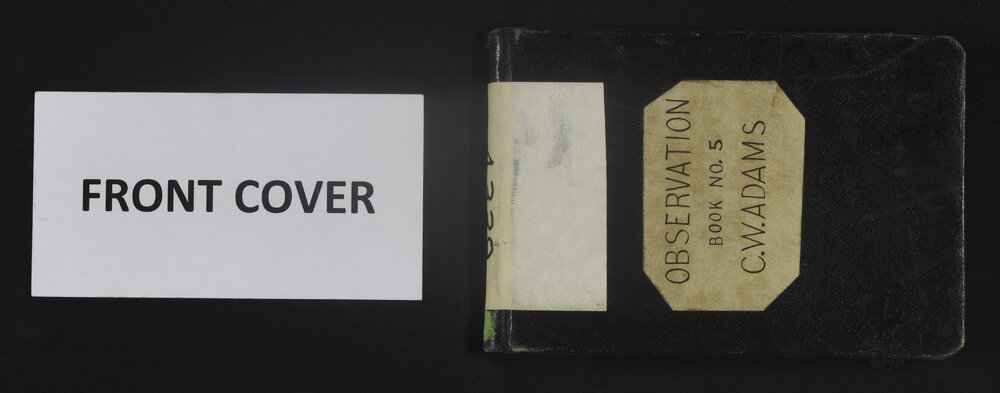 FRONT COVER
OBSERVATION
BOOK NO. 5
C.W.ADAMS